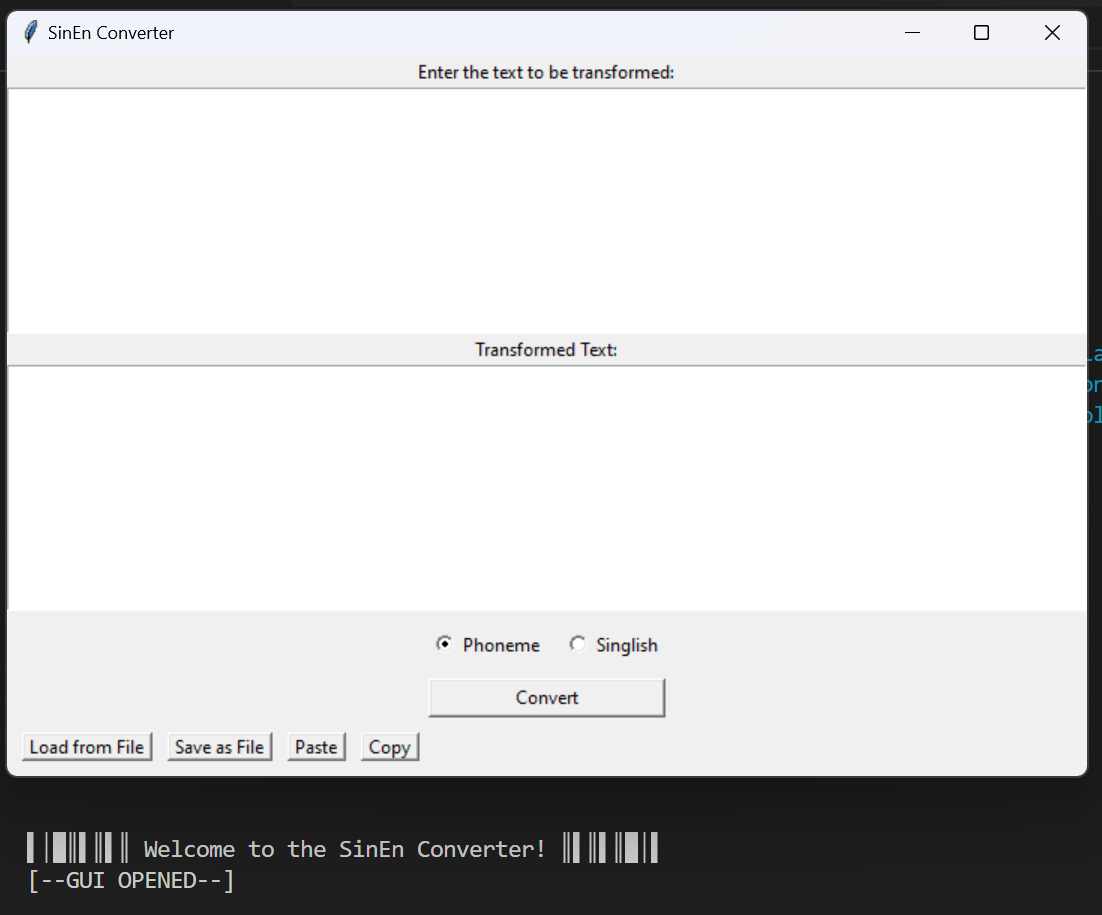 SinEn Converter
Enter the text to be transformed:
Transformed Text:
Phoneme Singlish
Convert
Load from File Save as File Paste Copy
▌│█║▌║▌║ Welcome to the SinEn Converter! ║▌║▌║█│▌
[--GUI OPENED--]